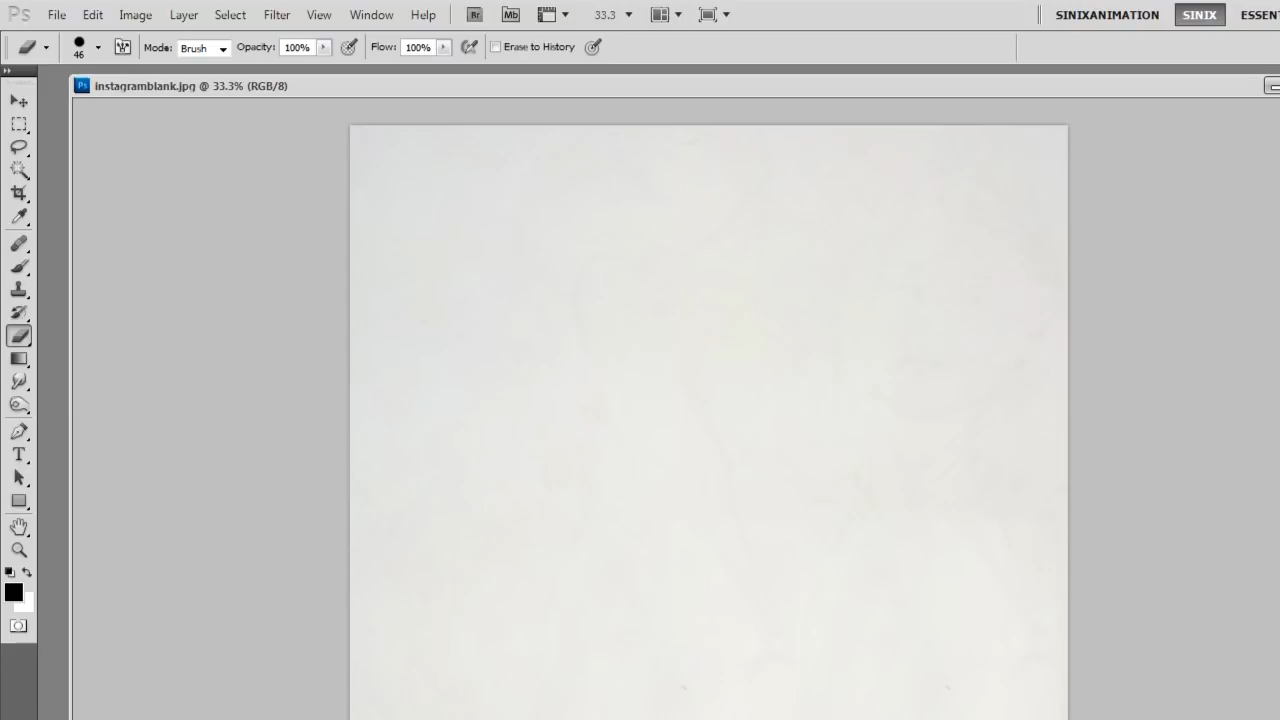 Ps File Edit Image Layer Select Filter View Window Help Br Mb 33.3 SINIXANIMATION SINIX ESSEN
46 Mode: Brush Opacity: 100% Flow: 100% Erase to History
Ps instagramblank.jpg @ 33.3% (RGB/8)
T